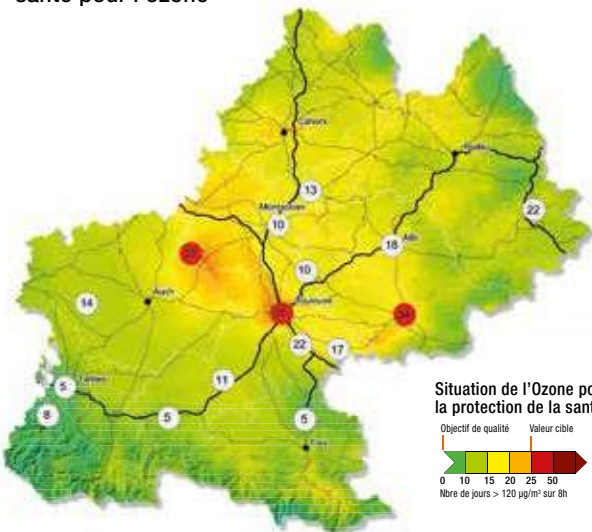 santé pour l'ozone
Cahors
Rodez
13
Montauban
10
22
18
Albi
10
14
Auch
Toulouse
22
17
11
5
Tarbes
5
8
5
Foix
Situation de l'Ozone po
la protection de la sant
Objectif de qualité Valeur cible
0 10 20 25 50
Nbre de jours > 120 µg/m³ sur 8h